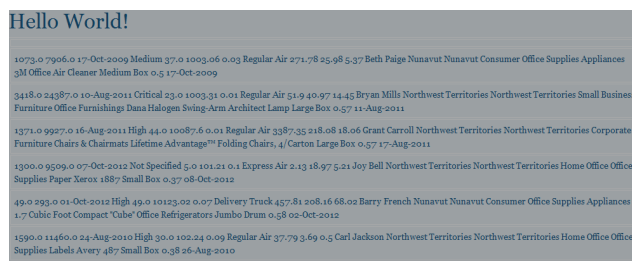 Hello World!
1073.0 7906.0 17-Oct-2009 Medium 37.0 1003.06 0.03 Regular Air 271.78 25.98 5.37 Beth Paige Nunavut Nunavut Consumer Office Supplies Appliances
3M Office Air Cleaner Medium Box 0.5 17-Oct-2009
3418.0 24387.0 10-Aug-2011 Critical 23.0 1003.31 0.01 Regular Air 51.9 40.97 14.45 Bryan Mills Northwest Territories Northwest Territories Small Busines
Furniture Office Furnishings Dana Halogen Swing-Arm Architect Lamp Large Box 0.57 11-Aug-2011
1371.0 9927.0 16-Aug-2011 High 44.0 10087.6 0.01 Regular Air 3387.35 218.08 18.06 Grant Carroll Northwest Territories Northwest Territories Corporate
Furniture Chairs & Chairmats Lifetime Advantage™ Folding Chairs, 4/Carton Large Box 0.57 17-Aug-2011
1300.0 9509.0 07-Oct-2012 Not Specified 5.0 101.21 0.1 Express Air 2.13 18.97 5.21 Joy Bell Northwest Territories Northwest Territories Home Office Office
Supplies Paper Xerox 1887 Small Box 0.37 08-Oct-2012
49.0 293.0 01-Oct-2012 High 49.0 10123.02 0.07 Delivery Truck 457.81 208.16 68.02 Barry French Nunavut Nunavut Consumer Office Supplies Appliances
1.7 Cubic Foot Compact "Cube" Office Refrigerators Jumbo Drum 0.58 02-Oct-2012
1590.0 11460.0 24-Aug-2010 High 30.0 102.24 0.09 Regular Air 37.79 3.69 0.5 Carl Jackson Northwest Territories Northwest Territories Home Office Office
Supplies Labels Avery 487 Small Box 0.38 26-Aug-2010